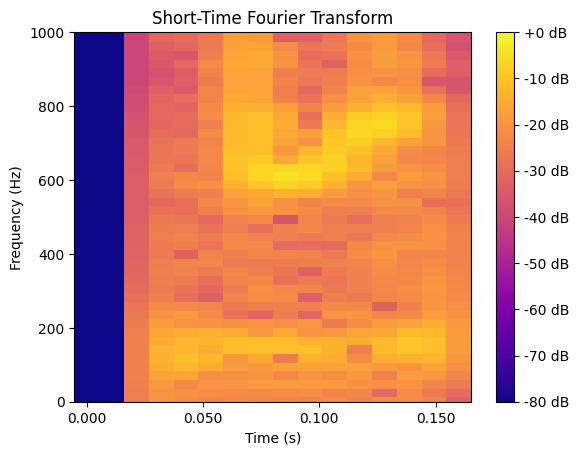 Short-Time Fourier Transform
1000
800
600
400
200
0
Frequency (Hz)
0.000
0.050
0.100
0.150
Time (s)
+0 dB
-10 dB
-20 dB
-30 dB
-40 dB
-50 dB
-60 dB
-70 dB
-80 dB